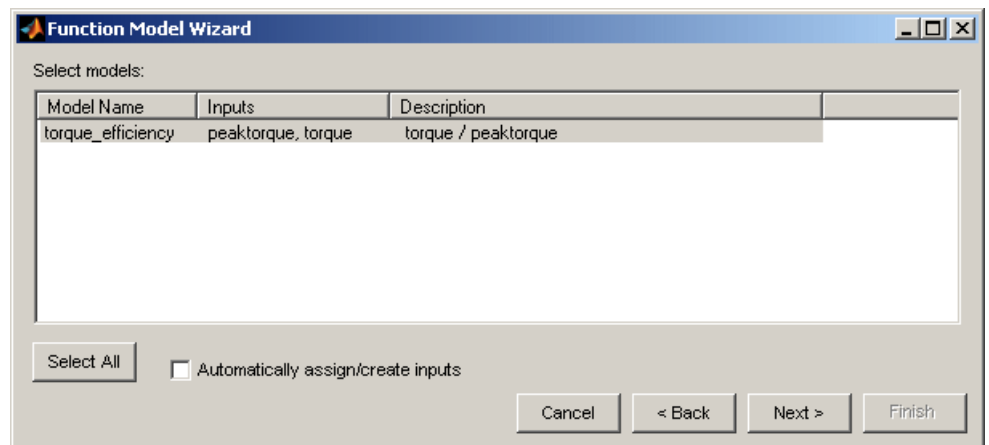 Function Model Wizard
Select models:
Model Name Inputs Description
torque_efficiency peaktorque, torque torque / peaktorque
Select All
Automatically assign/create inputs
Cancel < Back Next > Finish